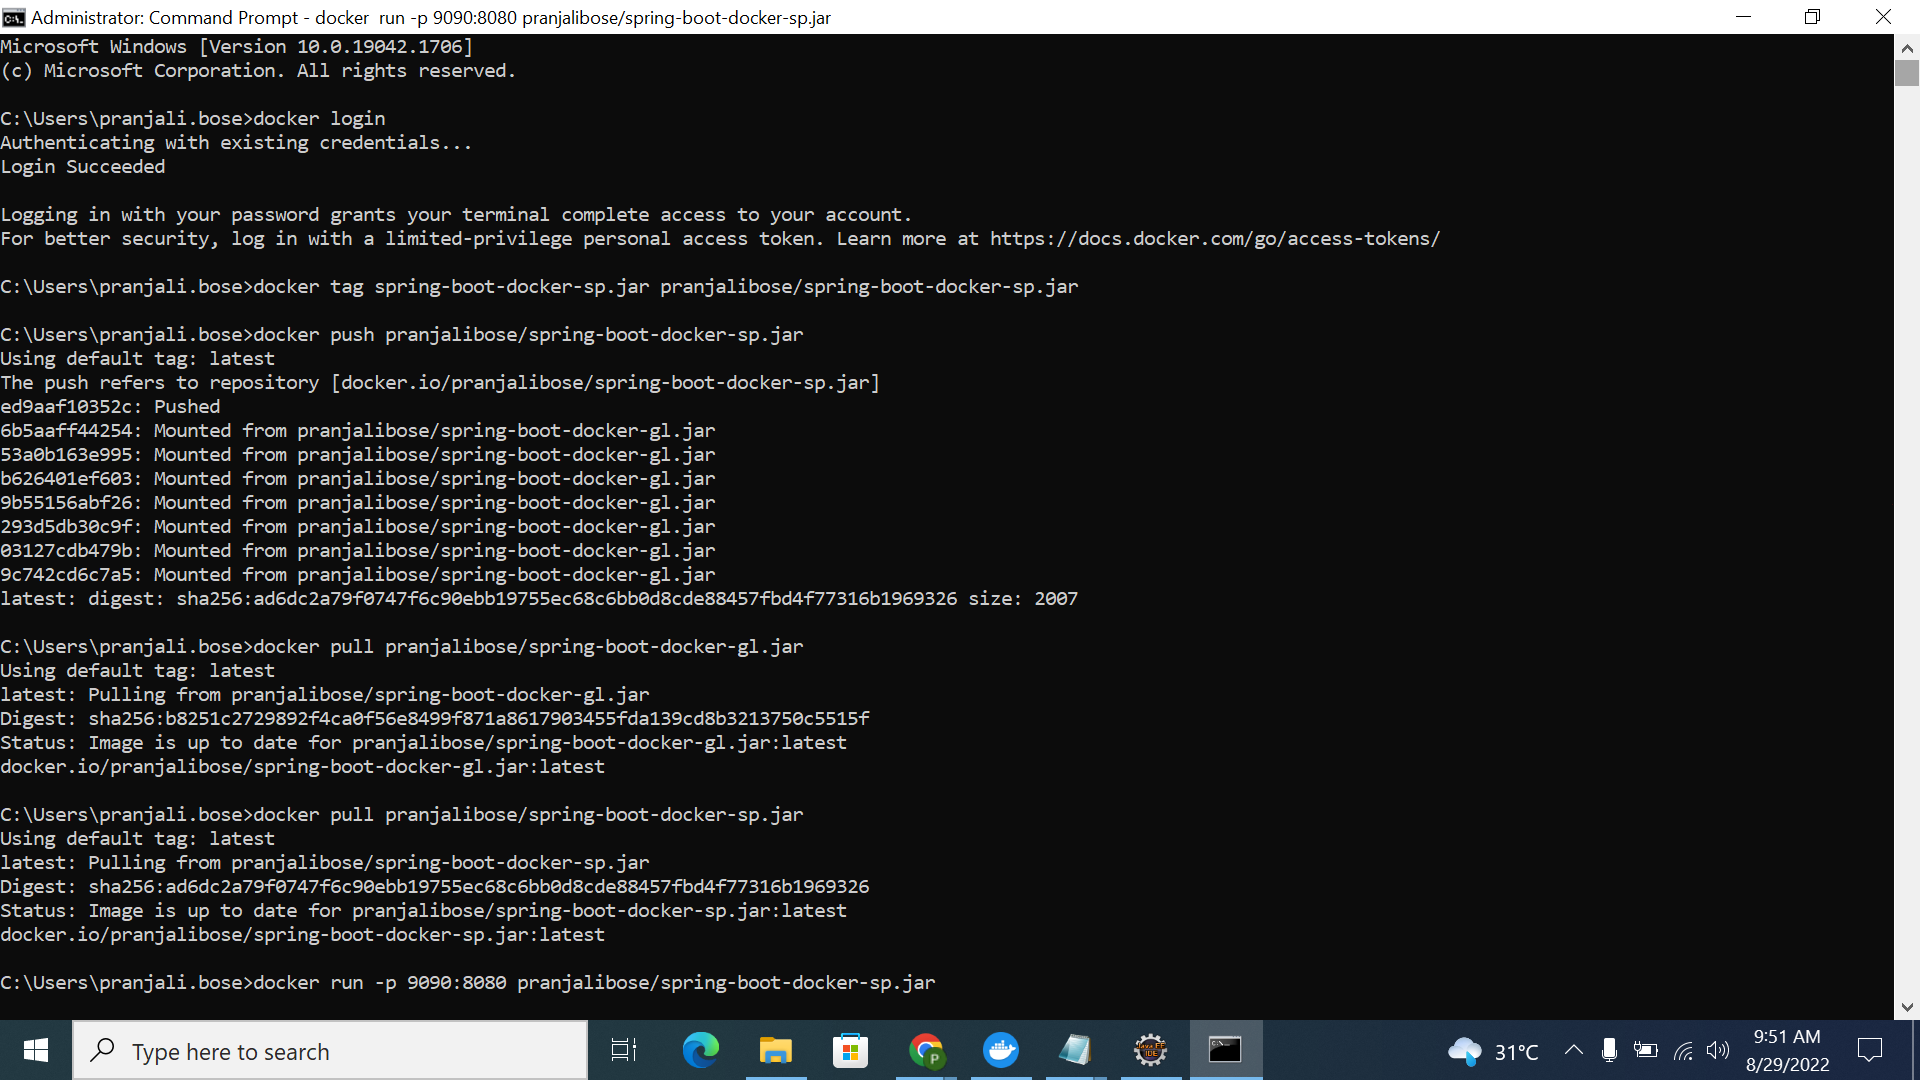 Administrator: Command Prompt - docker  run -p 9090:8080 pranjalibose/spring-boot-docker-sp.jar
Microsoft Windows [Version 10.0.19042.1706]
(c) Microsoft Corporation. All rights reserved.
C:\Users\pranjali.bose>docker login
Authenticating with existing credentials...
Login Succeeded
Logging in with your password grants your terminal complete access to your account.
For better security, log in with a limited-privilege personal access token. Learn more at https://docs.docker.com/go/access-tokens/
C:\Users\pranjali.bose>docker tag spring-boot-docker-sp.jar pranjalibose/spring-boot-docker-sp.jar
C:\Users\pranjali.bose>docker push pranjalibose/spring-boot-docker-sp.jar
Using default tag: latest
The push refers to repository [docker.io/pranjalibose/spring-boot-docker-sp.jar]
ed9aaf10352c: Pushed
6b5aaff44254: Mounted from pranjalibose/spring-boot-docker-gl.jar
53a0b163e995: Mounted from pranjalibose/spring-boot-docker-gl.jar
b626401ef603: Mounted from pranjalibose/spring-boot-docker-gl.jar
9b55156abf26: Mounted from pranjalibose/spring-boot-docker-gl.jar
293d5db30c9f: Mounted from pranjalibose/spring-boot-docker-gl.jar
03127cdb479b: Mounted from pranjalibose/spring-boot-docker-gl.jar
9c742cd6c7a5: Mounted from pranjalibose/spring-boot-docker-gl.jar
latest: digest: sha256:ad6dc2a79f0747f6c90ebb19755ec68c6bb0d8cde88457fbd4f77316b1969326 size: 2007
C:\Users\pranjali.bose>docker pull pranjalibose/spring-boot-docker-gl.jar
Using default tag: latest
latest: Pulling from pranjalibose/spring-boot-docker-gl.jar
Digest: sha256:b8251c2729892f4ca0f56e8499f871a8617903455fda139cd8b3213750c5515f
Status: Image is up to date for pranjalibose/spring-boot-docker-gl.jar:latest
docker.io/pranjalibose/spring-boot-docker-gl.jar:latest
C:\Users\pranjali.bose>docker pull pranjalibose/spring-boot-docker-sp.jar
Using default tag: latest
latest: Pulling from pranjalibose/spring-boot-docker-sp.jar
Digest: sha256:ad6dc2a79f0747f6c90ebb19755ec68c6bb0d8cde88457fbd4f77316b1969326
Status: Image is up to date for pranjalibose/spring-boot-docker-sp.jar:latest
docker.io/pranjalibose/spring-boot-docker-sp.jar:latest
C:\Users\pranjali.bose>docker run -p 9090:8080 pranjalibose/spring-boot-docker-sp.jar
Type here to search
P
Java EE
IDE
31°C
9:51 AM
8/29/2022